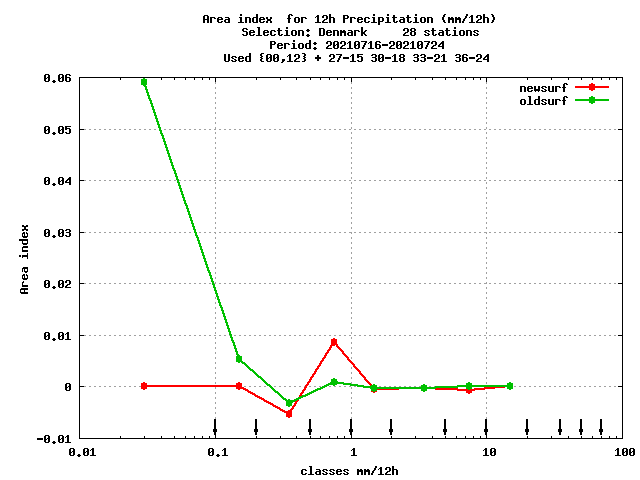 Area index  for 12h Precipitation (mm/12h)
Selection: Denmark     28 stations
Period: 20210716-20210724
Used {00,12} + 27-15 30-18 33-21 36-24
newsurf
oldsurf
0.06
0.05
0.04
0.03
0.02
0.01
0
-0.01
Area index
0.01 0.1 1 10 100
classes mm/12h